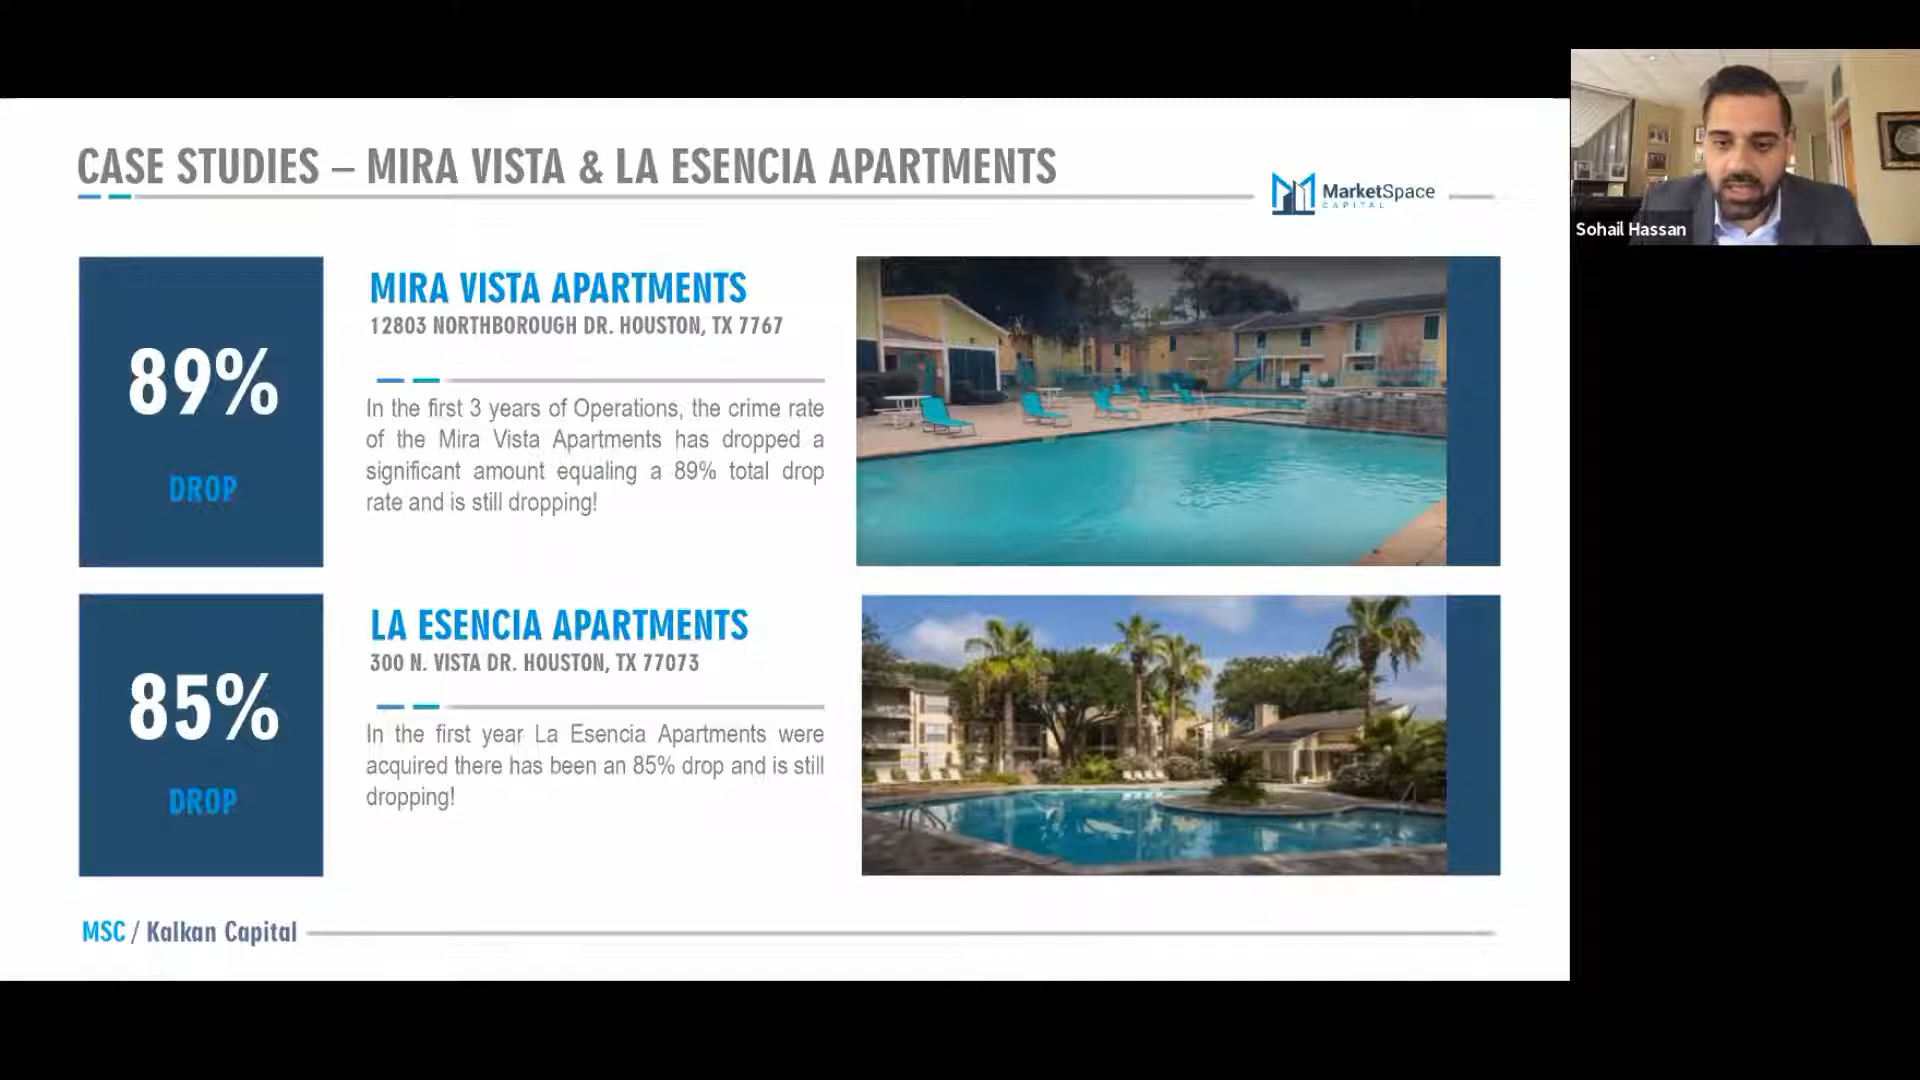 CASE STUDIES – MIRA VISTA & LA ESENCIA APARTMENTS
MarketSpace
CAPITAL
Sohail Hassan
89%
DROP
MIRA VISTA APARTMENTS
12803 NORTHBOROUGH DR. HOUSTON, TX 7767
In the first 3 years of Operations, the crime rate
of the Mira Vista Apartments has dropped a
significant amount equaling a 89% total drop
rate and is still dropping!
85%
DROP
LA ESENCIA APARTMENTS
300 N. VISTA DR. HOUSTON, TX 77073
In the first year La Esencia Apartments were
acquired there has been an 85% drop and is still
dropping!
MSC / Kalkan Capital